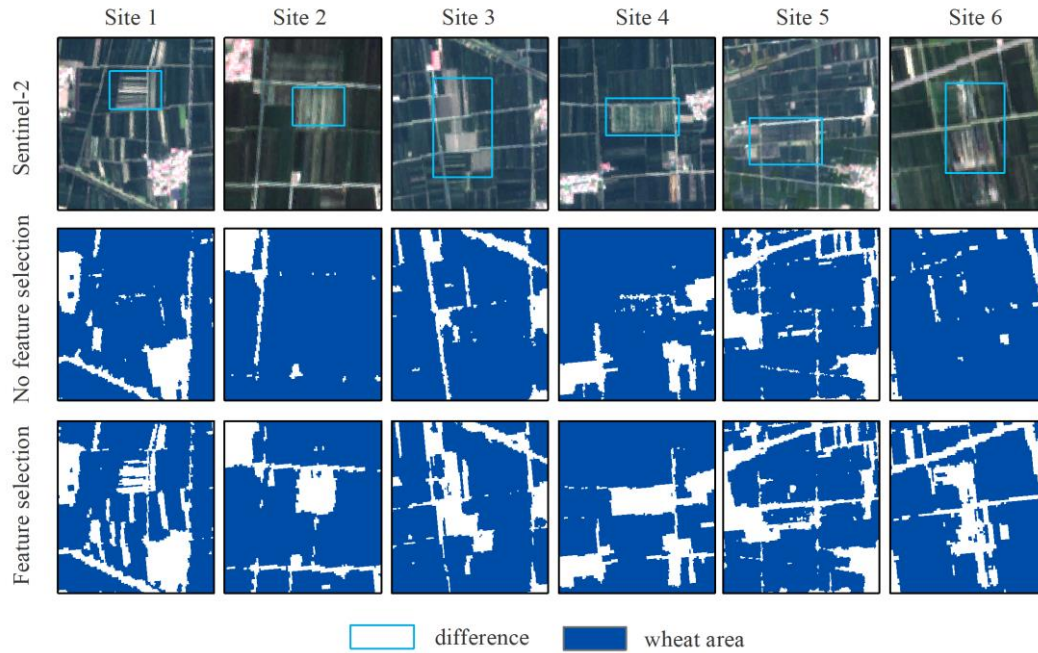 Site 1 Site 2 Site 3 Site 4 Site 5 Site 6
Sentinel-2
No feature selection
Feature selection
difference wheat area